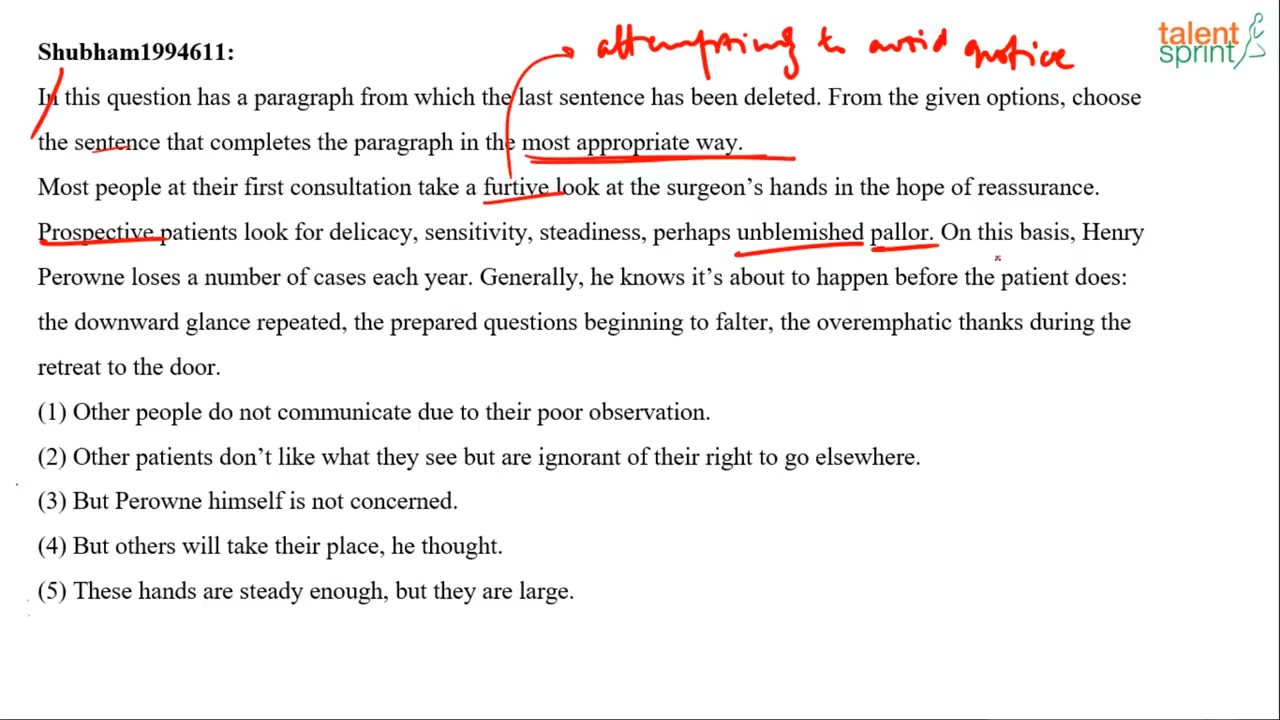 attempting to avoid notice
talent
sprint
Shubham1994611:
In this question has a paragraph from which the last sentence has been deleted. From the given options, choose
the sentence that completes the paragraph in the most appropriate way.
Most people at their first consultation take a furtive look at the surgeon’s hands in the hope of reassurance.
Prospective patients look for delicacy, sensitivity, steadiness, perhaps unblemished pallor. On this basis, Henry
Perowne loses a number of cases each year. Generally, he knows it’s about to happen before the patient does:
the downward glance repeated, the prepared questions beginning to falter, the overemphatic thanks during the
retreat to the door.
(1) Other people do not communicate due to their poor observation.
(2) Other patients don’t like what they see but are ignorant of their right to go elsewhere.
(3) But Perowne himself is not concerned.
(4) But others will take their place, he thought.
(5) These hands are steady enough, but they are large.